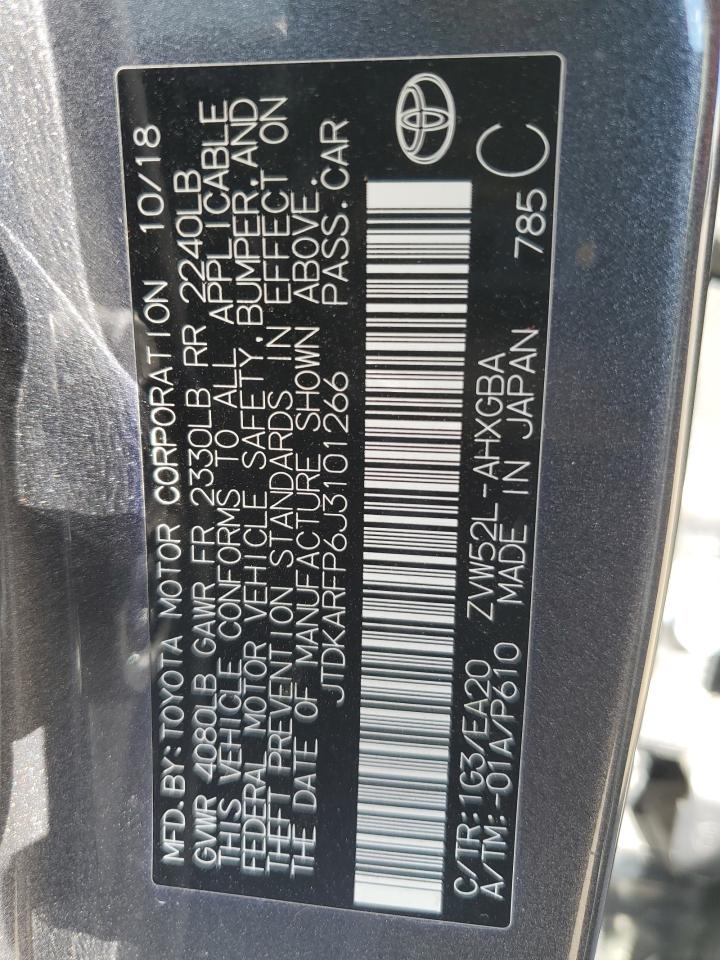 MFD.BY:TOYOTA MOTOR CORPORATION 10/18
GVWR 4080LB GAWR FR 2330LB RR 2240LB
THIS VEHICLE CONFORMS TO ALL APPLICABLE
FEDERAL MOTOR VEHICLE SAFETY,BUMPER,AND
THEFT PREVENTION STANDARDS IN EFFECT ON
THE DATE OF MANUFACTURE SHOWN ABOVE.
JTDKARFP6J3101266 PASS.CAR
C/TR:1G3/EA20 ZVW52L-AHXGBA 785
A/TM:-01A/P610 MADE IN JAPAN C